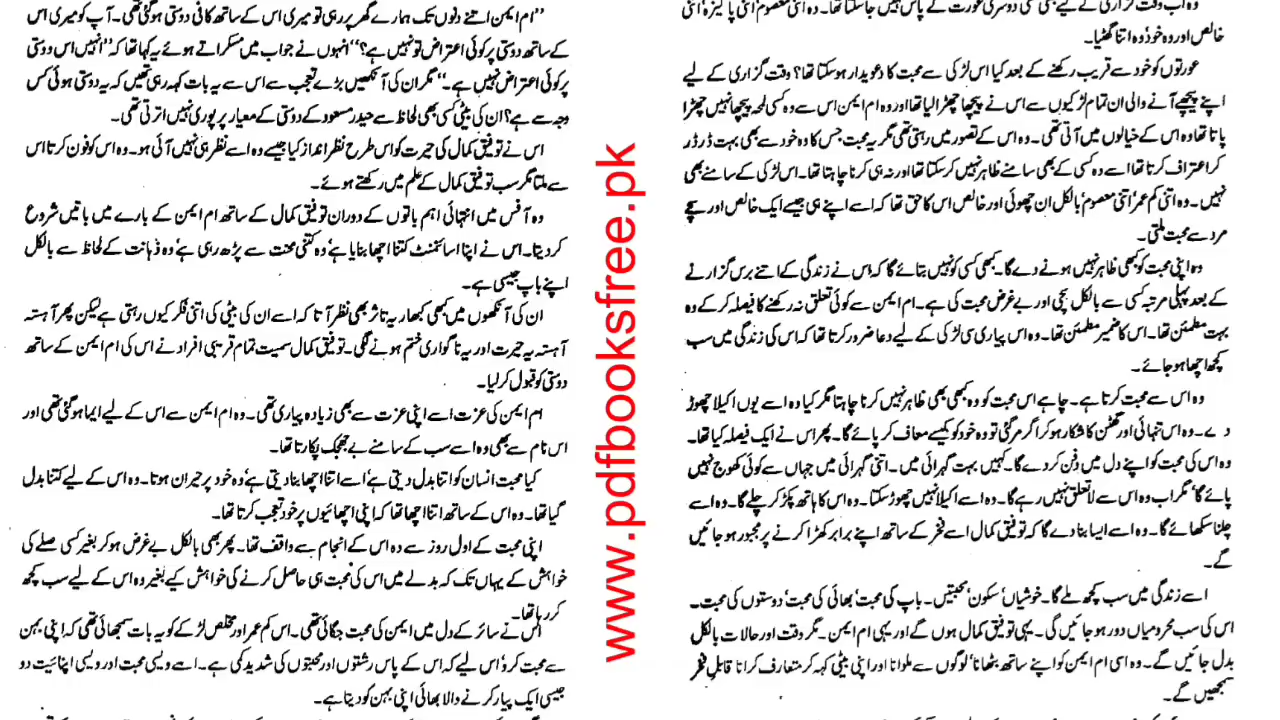 وہ اب وقت گزاری کے لیے بھی کسی دوسری عورت کے پاس نہیں جا سکتا تھا۔ وہ اتنی معصوم اتنی پاکیزہ اتنی
خالص اور وہ خود وہ اتنا گھٹیا۔
عورتوں کو خود سے قریب رکھنے کے بعد کیا اس لڑکی سے محبت کا دعویدار ہو سکتا تھا؟ وقت گزاری کے لیے
اپنے پیچھے آنے والی ان تمام لڑکیوں سے اس نے پیچھا چھڑا لیا تھا اور وہ ام ایمن اس سے وہ کسی لمحہ پیچھا نہیں چھڑا
پاتا تھا وہ اس کے خیالوں میں آتی تھی۔ وہ اس کے تصور میں رہتی تھی مگر یہ محبت جس کا وہ خود سے بھی بہت ڈر ڈر
کر اعتراف کرتا تھا اسے وہ کسی کے بھی سامنے ظاہر نہیں کر سکتا تھا اور نہ ہی کرنا چاہتا تھا۔ اس لڑکی کے سامنے بھی
نہیں۔ وہ اتنی کم عمر اتنی معصوم بالکل ان چھوئی اور خالص اس کا حق تھا کہ اسے اپنے ہی جیسے ایک خالص اور سچے
مرد سے محبت ملتی۔
وہ اپنی محبت کو کبھی ظاہر نہیں ہونے دے گا۔ کبھی کسی کو نہیں بتائے گا کہ اس نے زندگی کے اتنے برس گزارنے
کے بعد پہلی مرتبہ کسی سے بالکل سچی اور بے غرض محبت کی ہے۔ ام ایمن سے کوئی تعلق نہ رکھنے کا فیصلہ کر کے وہ
بہت مطمئن تھا۔ اس کا ضمیر مطمئن تھا۔ وہ اس پیاری سی لڑکی کے لیے دعا ضرور کرتا تھا کہ اس کی زندگی میں سب
کچھ اچھا ہو جائے۔
وہ اس سے محبت کرتا ہے۔ چاہے اس محبت کو وہ کبھی بھی ظاہر نہیں کرنا چاہتا مگر کیا وہ اسے یوں اکیلا چھوڑ
دے۔ وہ اس تنہائی اور گھٹن کا شکار ہو کر اگر مر گئی تو وہ خود کو کیسے معاف کر پائے گا۔ پھر اس نے ایک فیصلہ کیا تھا۔
وہ اس کی محبت کو اپنے دل میں دفن کر دے گا۔ کہیں بہت گہرائی میں۔ اتنی گہرائی میں جہاں سے کوئی کھوج نہیں
پائے گا‘ مگر اب وہ اس سے لاتعلق نہیں رہے گا۔ وہ اسے اکیلا نہیں چھوڑ سکتا۔ وہ اس کا ہاتھ پکڑ کر چلے گا۔ وہ اسے
چلنا سکھائے گا۔ وہ اسے ایسا بنا دے گا کہ توفیق کمال اسے فخر کے ساتھ اپنے برابر کھڑا کرنے پر مجبور ہو جائیں
گے۔
اسے زندگی میں سب کچھ ملے گا۔ خوشیاں‘ سکون‘ محبتیں۔ باپ کی محبت‘ بھائی کی محبت‘ دوستوں کی محبت۔
اس کی سب محرومیاں دور ہو جائیں گی۔ یہی توفیق کمال ہوں گے اور یہی ام ایمن۔ مگر وقت اور حالات بالکل
بدل جائیں گے۔ وہ اسی ام ایمن کو اپنے ساتھ بٹھانا‘ لوگوں سے ملوانا اور اپنی بیٹی کہہ کر متعارف کرانا قابل فخر
سمجھیں گے۔
www.pdfbooksfree.pk
”ام ایمن اتنے دنوں تک ہمارے گھر پر رہی تو میری اس کے ساتھ کافی دوستی ہو گئی تھی۔ آپ کو میری اس
کے ساتھ دوستی پر کوئی اعتراض تو نہیں ہے؟“ انہوں نے جواب میں مسکراتے ہوئے یہ کہا تھا کہ ”انہیں اس دوستی
پر کوئی اعتراض نہیں ہے۔“ مگر ان کی آنکھیں بڑے تعجب سے اس سے یہ بات کہہ رہی تھیں کہ یہ دوستی ہوئی کس
وجہ سے ہے؟ ان کی بیٹی کسی بھی لحاظ سے حیدر مسعود کے دوستی کے معیار پر پوری نہیں اترتی تھی۔
اس نے توفیق کمال کی حیرت کو اس طرح نظر انداز کیا جیسے وہ اسے نظر ہی نہیں آئی ہو۔ وہ اس کو فون کرتا اس
سے ملتا مگر سب توفیق کمال کے علم میں رکھتے ہوئے۔
وہ آفس میں انتہائی اہم باتوں کے دوران توفیق کمال کے ساتھ ام ایمن کے بارے میں باتیں شروع
کر دیتا۔ اس نے اپنا اسائنمنٹ کتنا اچھا بنایا ہے‘ وہ کتنی محنت سے پڑھ رہی ہے‘ وہ ذہانت کے لحاظ سے بالکل
اپنے باپ جیسی ہے۔
ان کی آنکھوں میں کبھی کبھار یہ تاثر بھی نظر آتا کہ اسے ان کی بیٹی کی اتنی فکر کیوں رہتی ہے لیکن پھر آہستہ
آہستہ یہ حیرت اور یہ ناگواری ختم ہونے لگی۔ توفیق کمال سمیت تمام قریبی افراد نے اس کی ام ایمن کے ساتھ
دوستی کو قبول کر لیا۔
ام ایمن کی عزت‘ اسے اپنی عزت سے بھی زیادہ پیاری تھی۔ وہ ام ایمن سے اس کے لیے ایما ہو گئی تھی اور
اس نام سے بھی وہ اسے سب کے سامنے بے جھجک پکارتا تھا۔
کیا محبت انسان کو اتنا بدل دیتی ہے‘ اسے اتنا اچھا بنا دیتی ہے‘ وہ خود پر حیران ہوتا۔ وہ اس کے لیے کتنا بدل
گیا تھا۔ وہ اس کے ساتھ اتنا اچھا تھا کہ اپنی اچھائیوں پر خود تعجب کرتا تھا۔
اپنی محبت کے اول روز سے وہ اس کے انجام سے واقف تھا۔ پھر بھی بالکل بے غرض ہو کر بغیر کسی صلے کی
خواہش کے یہاں تک کہ بدلے میں اس کی محبت ہی حاصل کرنے کی خواہش کیے بغیر وہ اس کے لیے سب کچھ
کر رہا تھا۔
اس نے سائر کے دل میں ایمن کی محبت جگائی تھی۔ اس کم عمر اور مخلص لڑکے کو یہ بات سمجھائی تھی کہ اپنی بہن
سے محبت کرو‘ اس لیے کہ اس کے پاس رشتوں اور محبتوں کی شدید کمی ہے۔ اسے ویسی محبت اور ویسی اپنائیت دو
جیسی ایک پیار کرنے والا بھائی اپنی بہن کو دیتا ہے۔